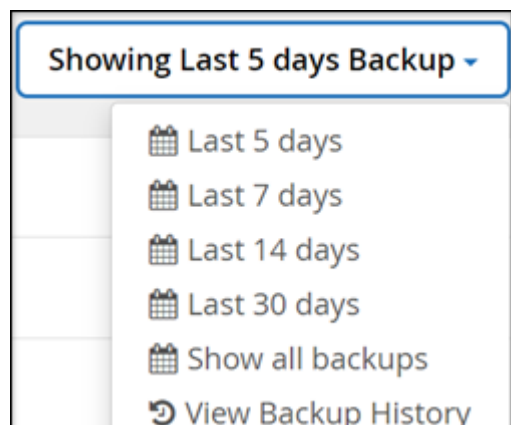 Showing Last 5 days Backup
Last 5 days
Last 7 days
Last 14 days
Last 30 days
Show all backups
View Backup History